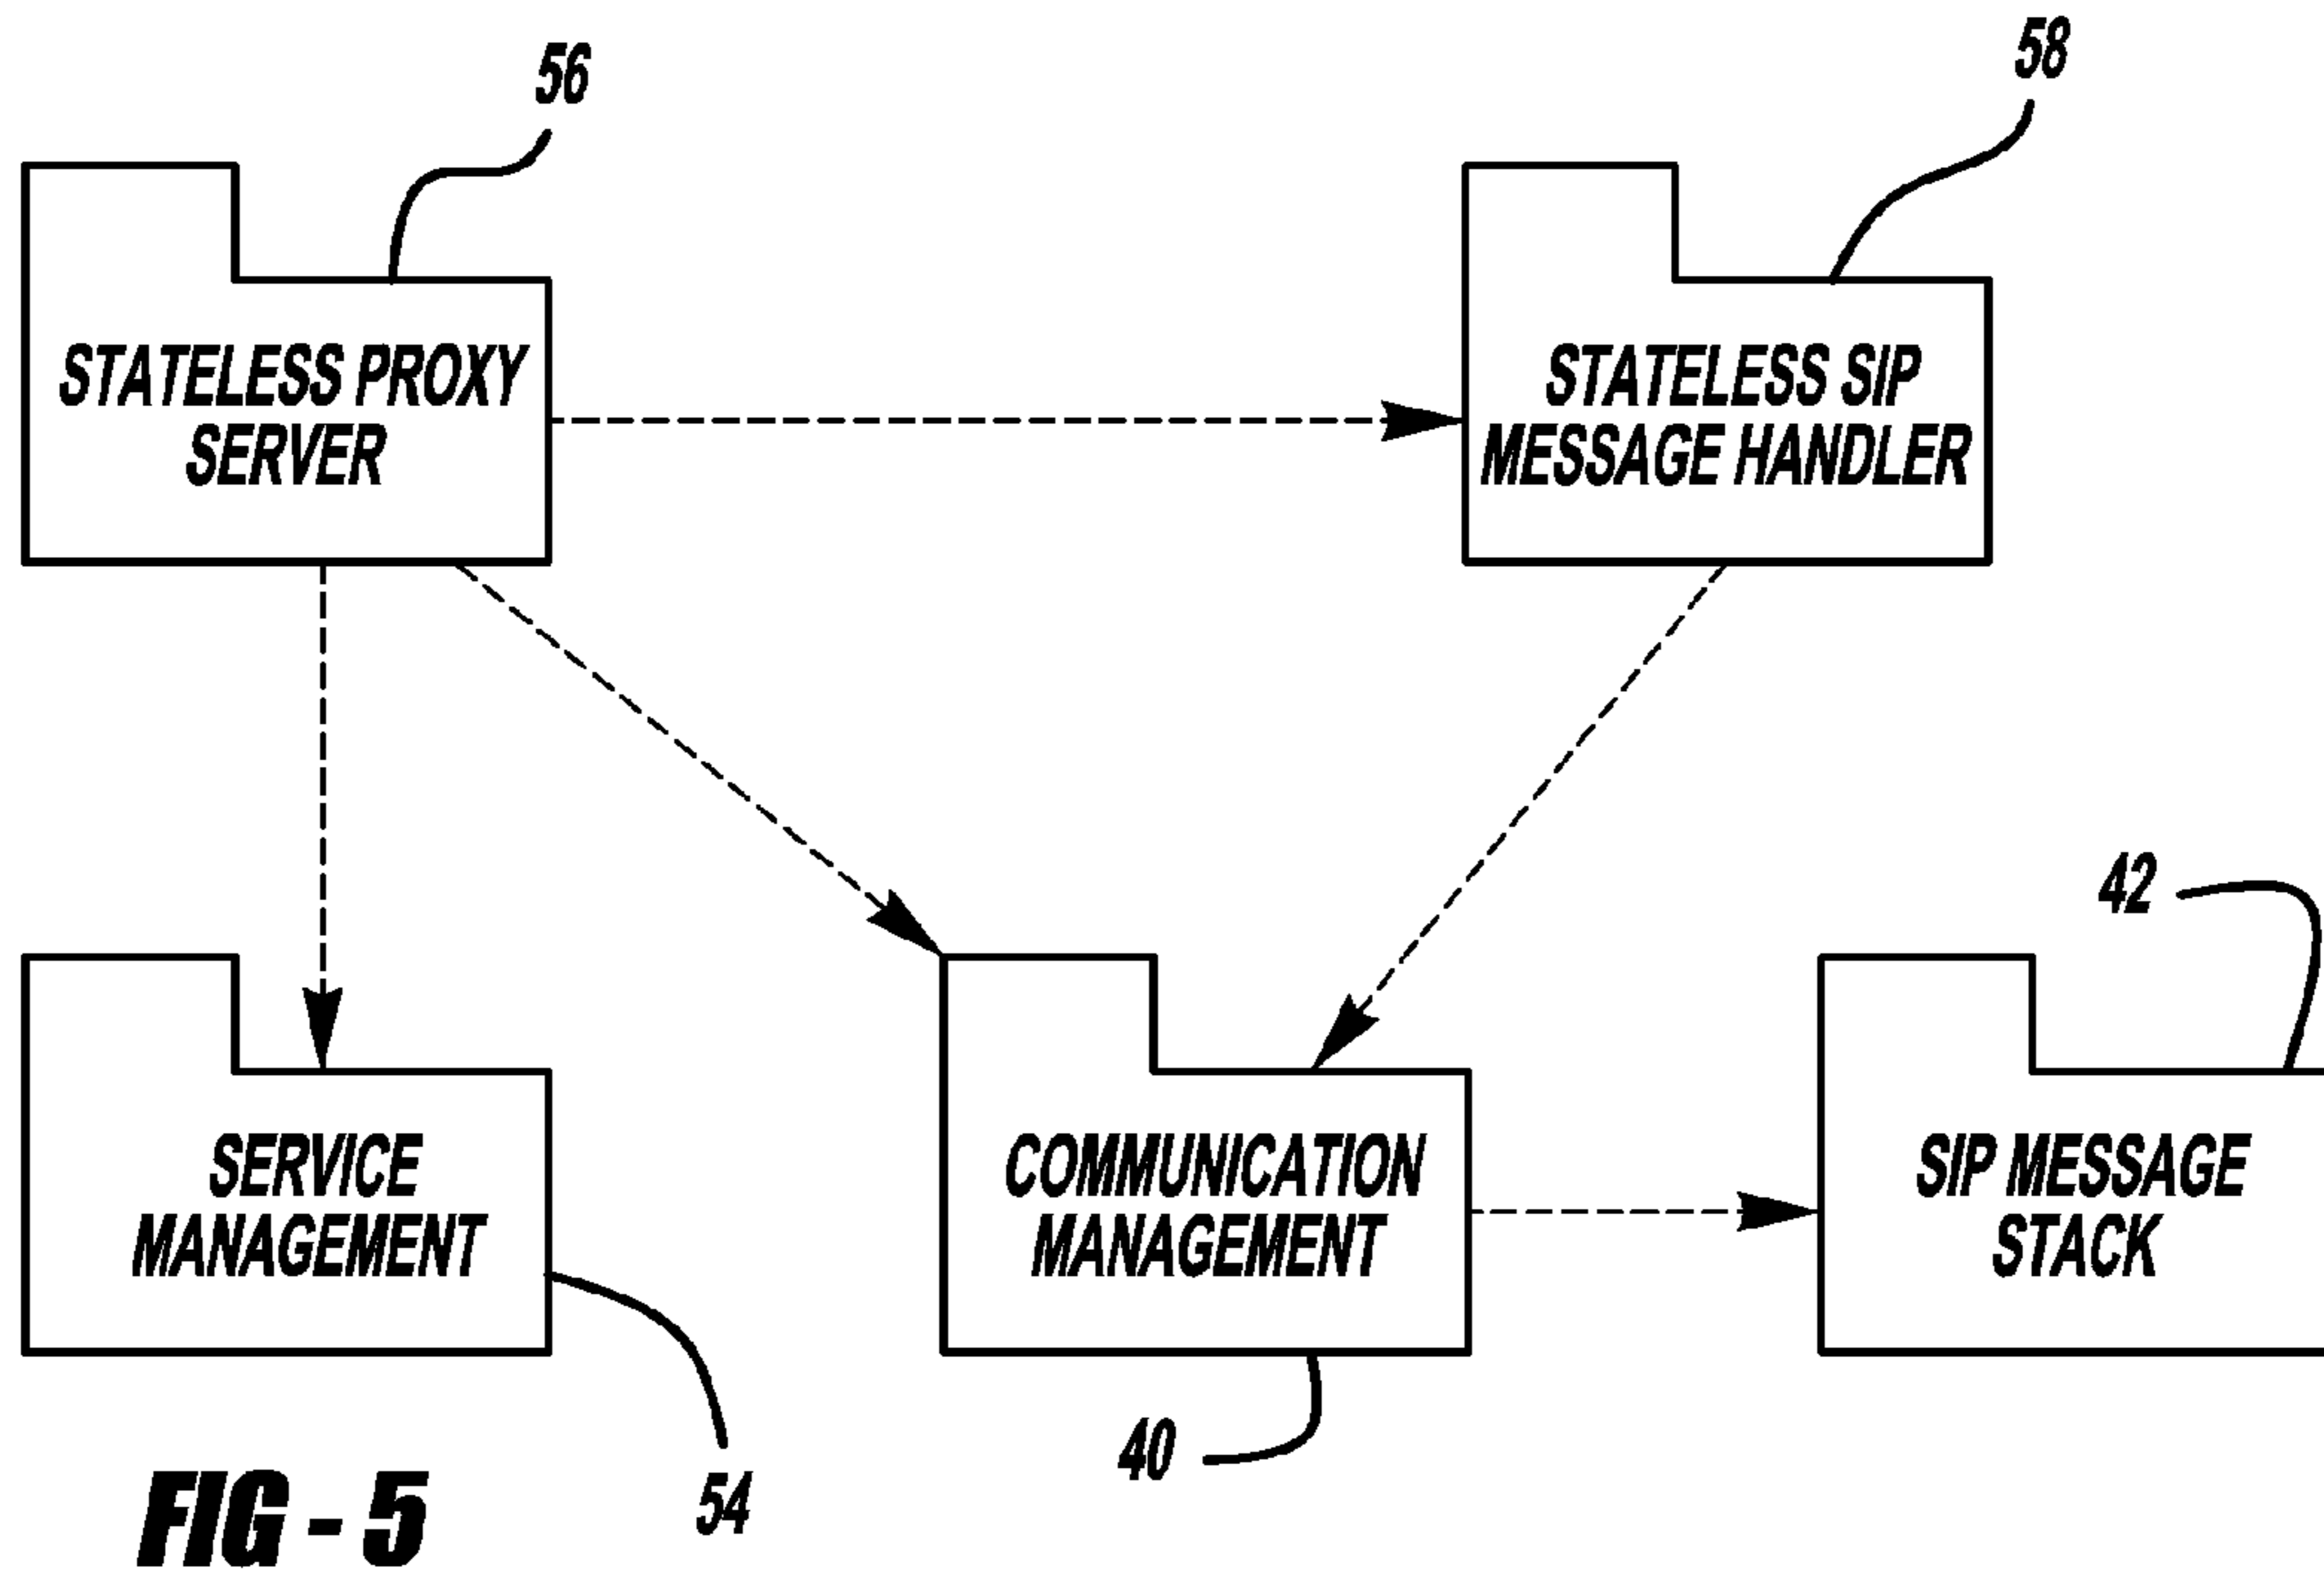 56
58
STATELESS PROXY
SERVER
STATELESS SIP
MESSAGE HANDLER
42
SERVICE
MANAGEMENT
COMMUNICATION
MANAGEMENT
SIP MESSAGE
STACK
40
54
FIG - 5